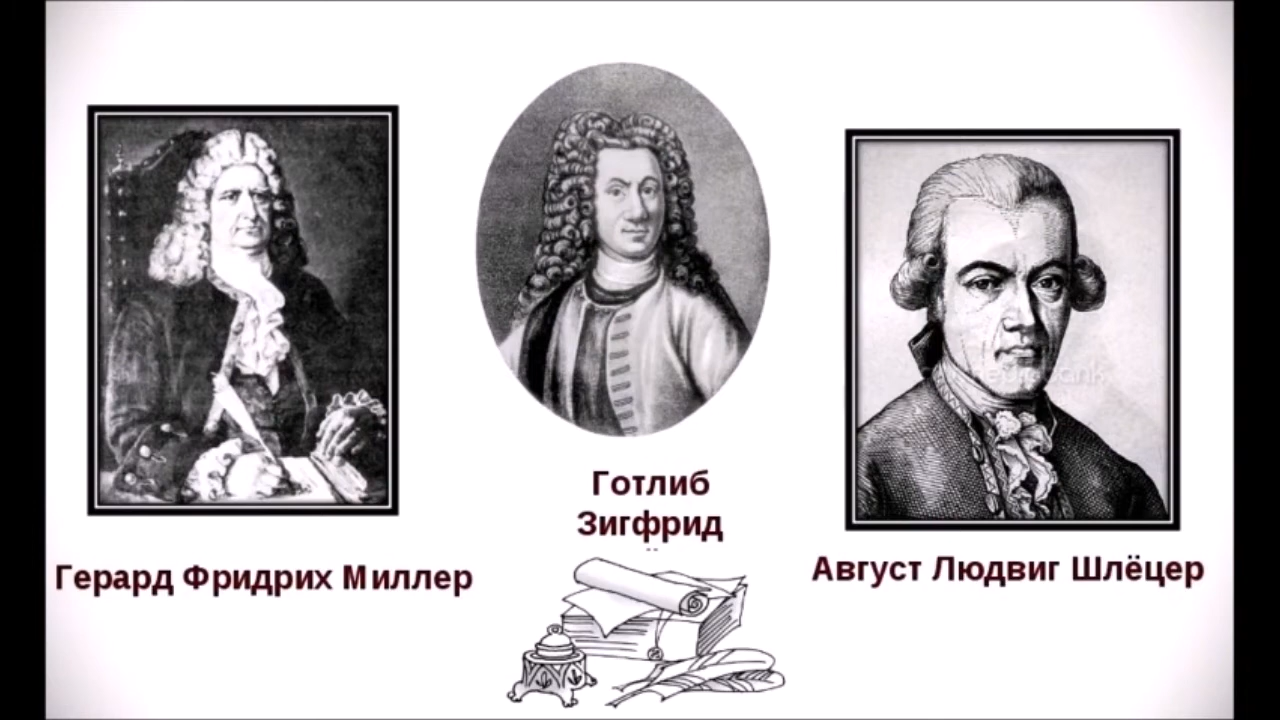 Герард Фридрих Миллер
Готлиб
Зигфрид
Август Людвиг Шлёцер